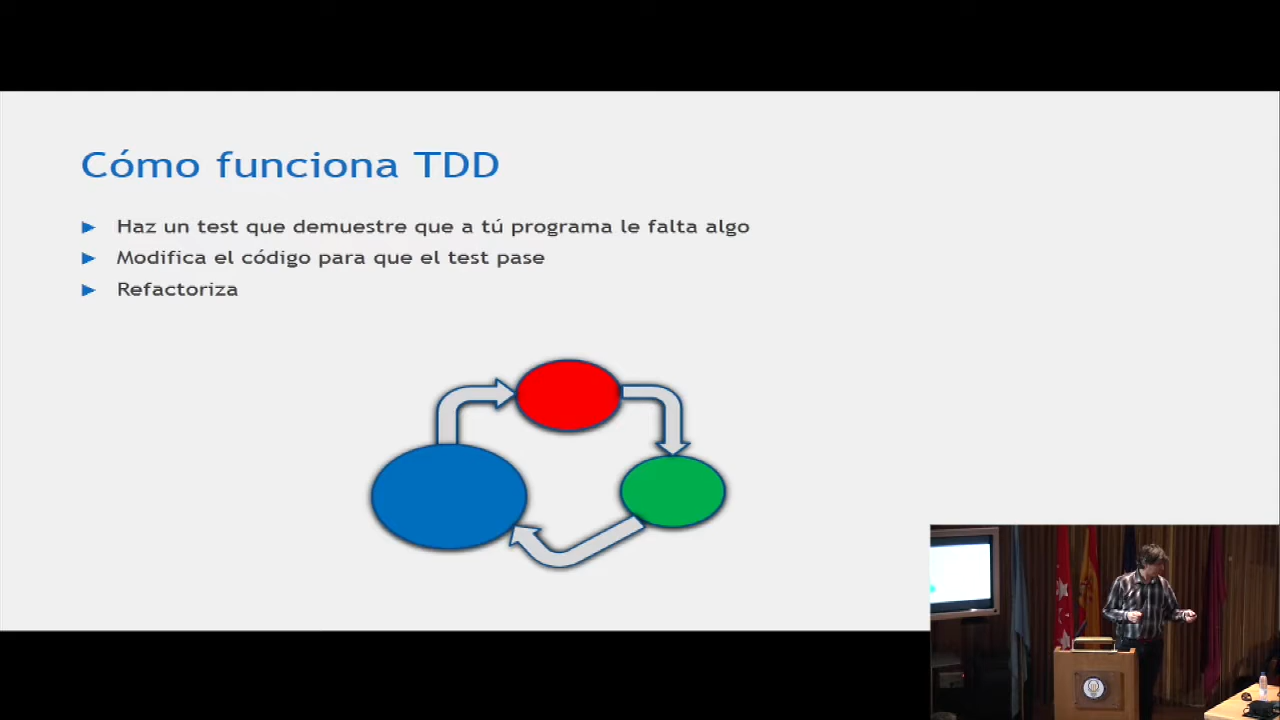 Cómo funciona TDD
Haz un test que demuestre que a tú programa le falta algo
Modifica el código para que el test pase
Refactoriza